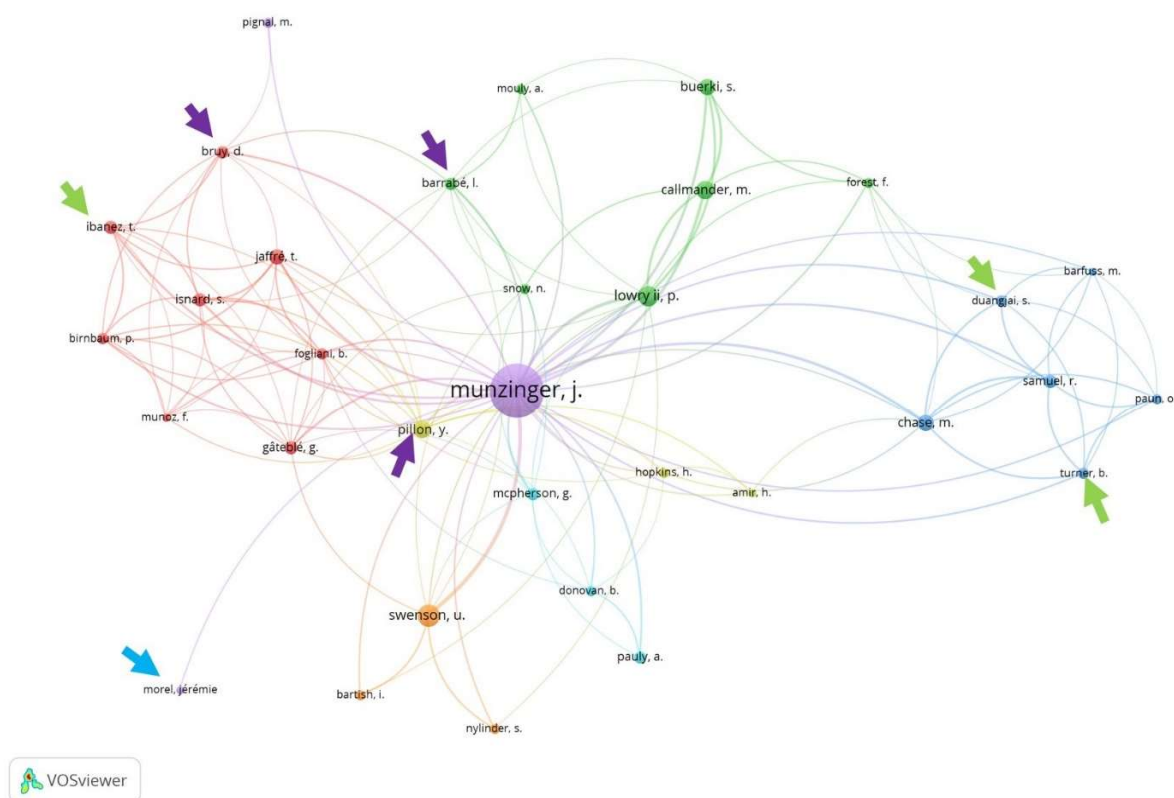 pignal, m.
mouly, a.
buerki, s.
bruy, d.
barrabé, l.
callmander, m.
forest, f.
ibanez, t.
jaffré, t.
barfuss, m.
duangjai, s.
snow, n.
lowry ii, p.
isnard, s.
birnbaum, p.
fogliani, b.
munzinger, j.
samuel, r.
paun, o
munoz, f.
chase, m.
pillon, y.
gâteblé, g.
hopkins, h.
turner, b.
mcpherson, g.
amir, h.
donovan, b.
swenson, u.
pauly, a.
morel, jérémie
bartish, i.
nylinder, s.
VOSviewer